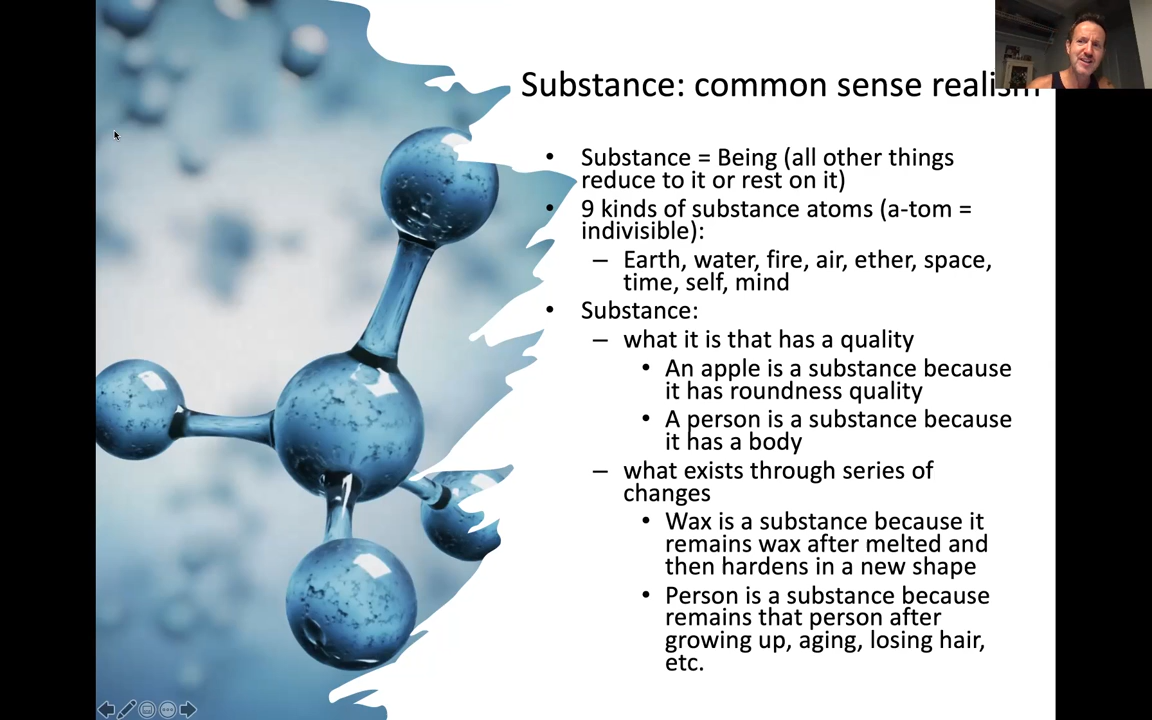 Substance: common sense realism
• Substance = Being (all other things
reduce to it or rest on it)
• 9 kinds of substance atoms (a-tom =
indivisible):
– Earth, water, fire, air, ether, space,
time, self, mind
• Substance:
– what it is that has a quality
• An apple is a substance because
it has roundness quality
• A person is a substance because
it has a body
– what exists through series of
changes
• Wax is a substance because it
remains wax after melted and
then hardens in a new shape
• Person is a substance because
remains that person after
growing up, aging, losing hair,
etc.